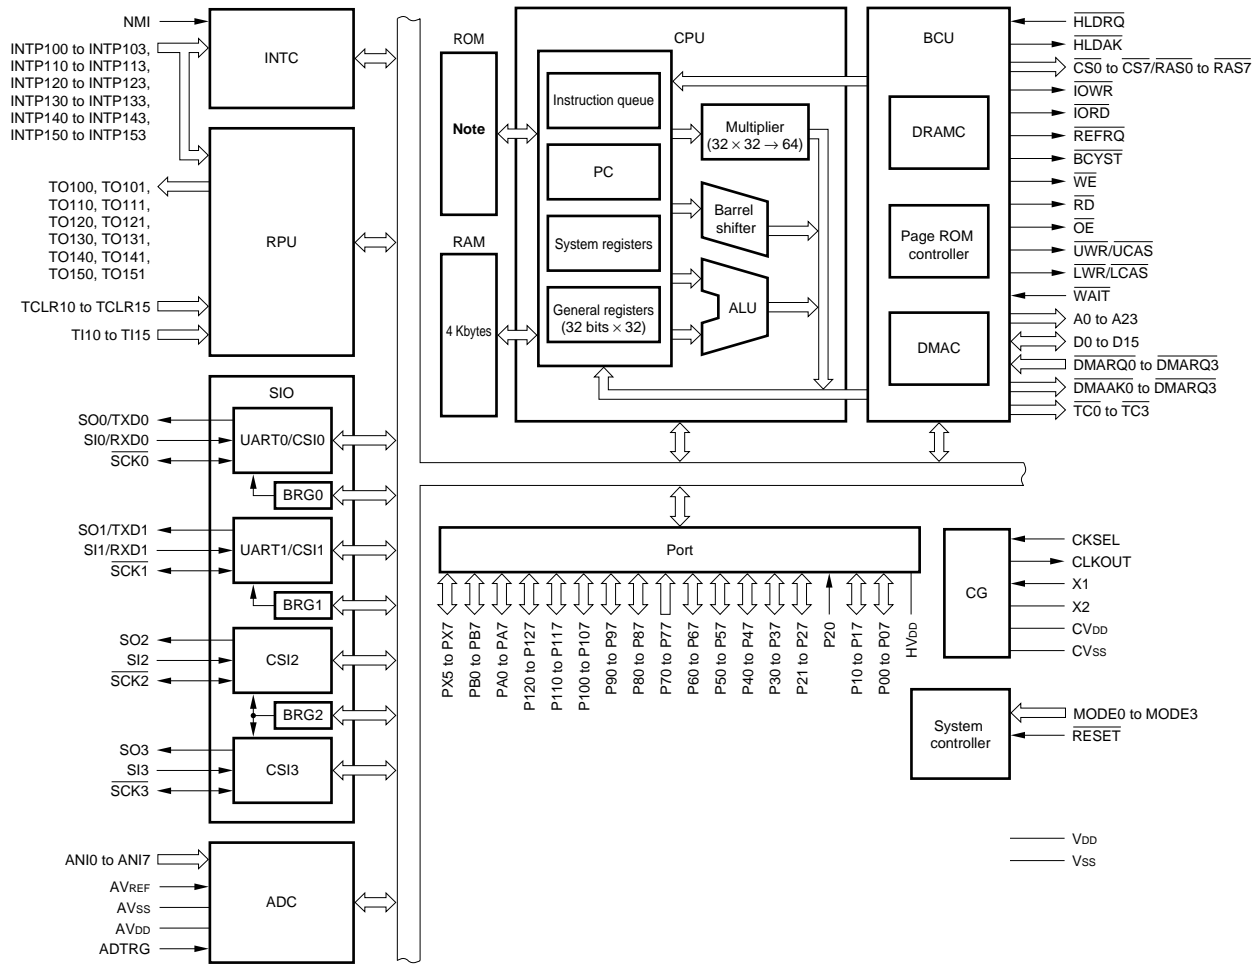 NMI
INTP100 to INTP103,
INTP110 to INTP113,
INTP120 to INTP123,
INTP130 to INTP133,
INTP140 to INTP143,
INTP150 to INTP153
INTC
TO100, TO101,
TO110, TO111,
TO120, TO121,
TO130, TO131,
TO140, TO141,
TO150, TO151
TCLR10 to TCLR15
TI10 to TI15
RPU
SIO
SO0/TXD0
SI0/RXD0
SCK0
UART0/CSI0
BRG0
SO1/TXD1
SI1/RXD1
SCK1
UART1/CSI1
BRG1
SO2
SI2
SCK2
CSI2
BRG2
SO3
SI3
SCK3
CSI3
ANI0 to ANI7
AVREF
AVSS
AVDD
ADTRG
ADC
ROM
Note
RAM
4 Kbytes
CPU
Instruction queue
PC
System registers
General registers
(32 bits × 32)
Multiplier
(32 × 32 → 64)
Barrel
shifter
ALU
BCU
DRAMC
Page ROM
controller
DMAC
HLDRQ
HLDAK
CS0 to CS7/RAS0 to RAS7
IOWR
IORD
REFRQ
BCYST
WE
RD
OE
UWR/UCAS
LWR/LCAS
WAIT
A0 to A23
D0 to D15
DMARQ0 to DMARQ3
DMAAK0 to DMARQ3
TC0 to TC3
Port
PX5 to PX7
PB0 to PB7
PA0 to PA7
P120 to P127
P110 to P117
P100 to P107
P90 to P97
P80 to P87
P70 to P77
P60 to P67
P50 to P57
P40 to P47
P30 to P37
P21 to P27
P20
P10 to P17
P00 to P07
HVDD
CG
CKSEL
CLKOUT
X1
X2
CVDD
CVSS
System
controller
MODE0 to MODE3
RESET
VDD
VSS